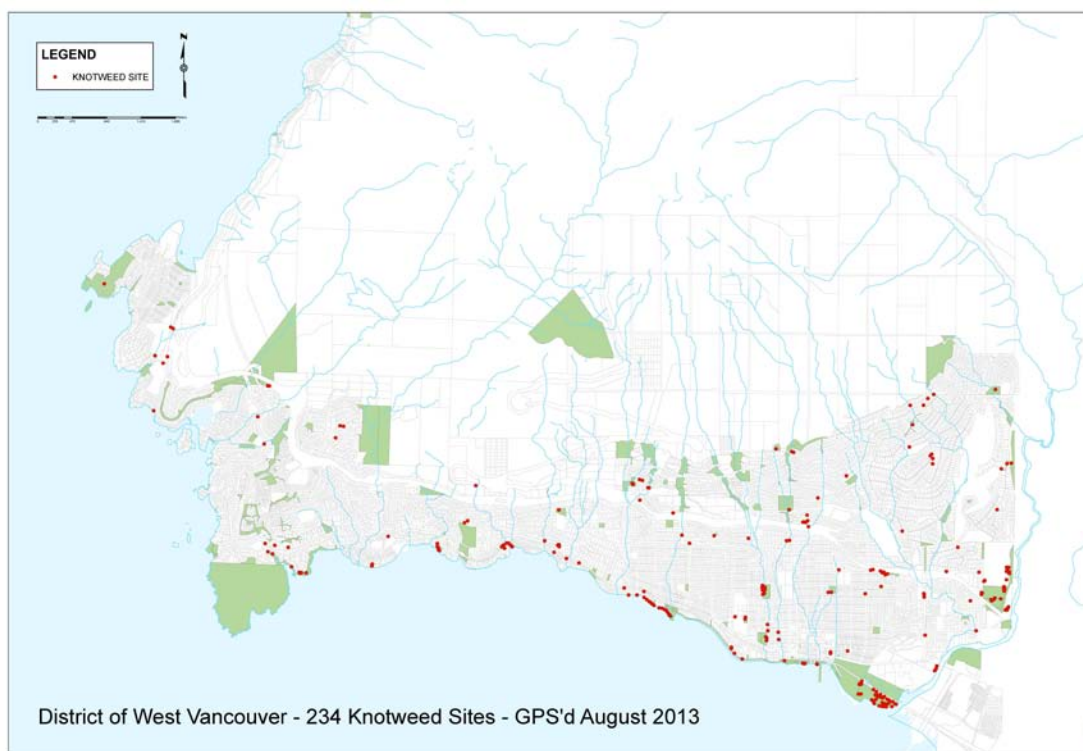 LEGEND
KNOTWEED SITE
N
District of West Vancouver - 234 Knotweed Sites - GPS'd August 2013